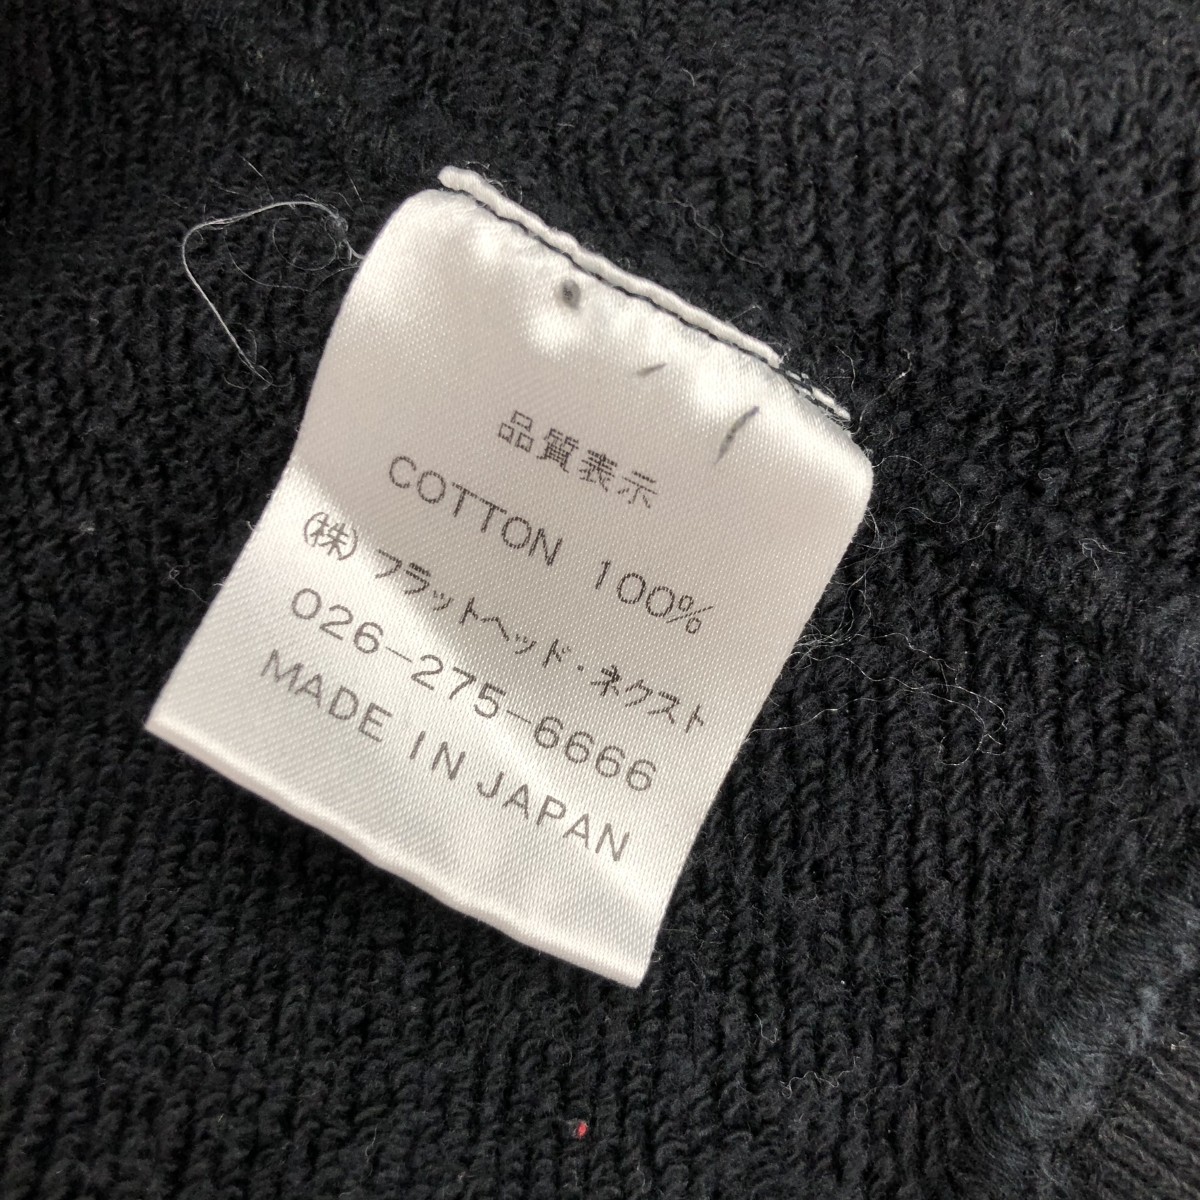 品質表示
COTTON 100%
(株)フラットヘッド・ネクスト
026-275-6666
MADE IN JAPAN